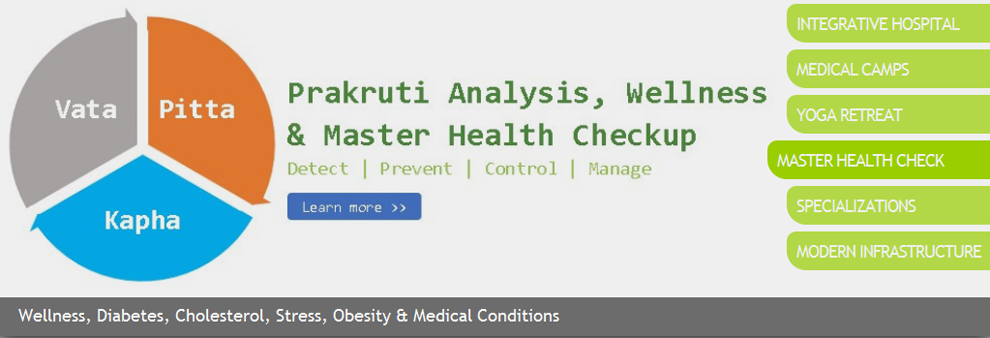 Vata
Pitta
Kapha
Prakruti Analysis, Wellness
& Master Health Checkup
Detect | Prevent | Control | Manage
Learn more >>
INTEGRATIVE HOSPITAL
MEDICAL CAMPS
YOGA RETREAT
MASTER HEALTH CHECK
SPECIALIZATIONS
MODERN INFRASTRUCTURE
Wellness, Diabetes, Cholesterol, Stress, Obesity & Medical Conditions